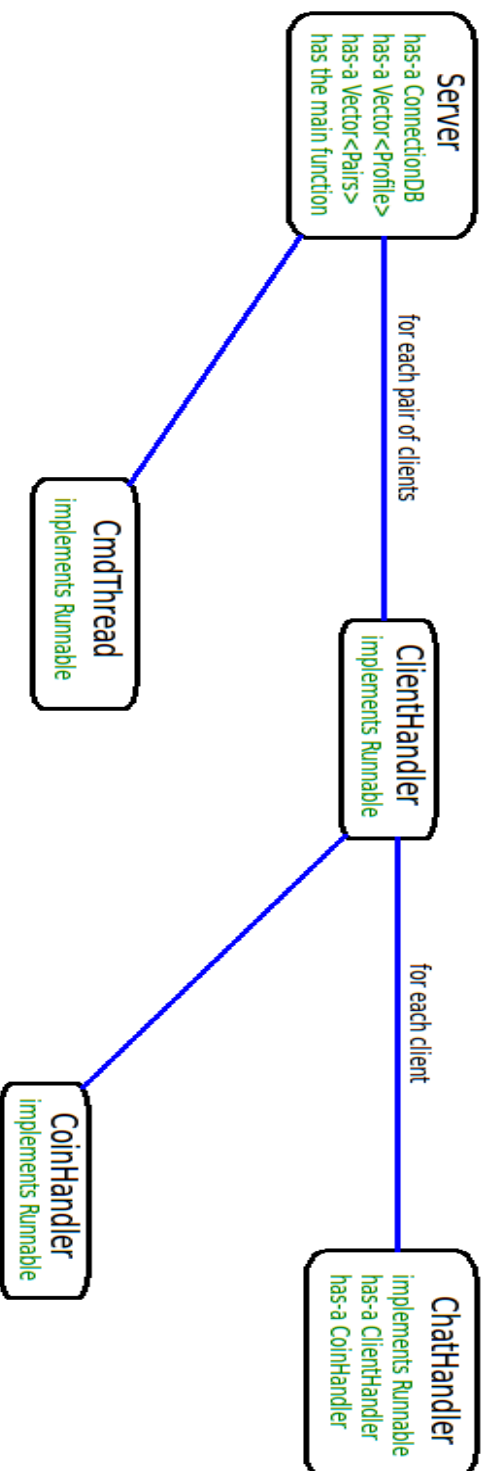 Server
has-a ConnectionDB
has-a Vector<Profile>
has-a Vector<Pairs>
has the main function
for each pair of clients
ClientHandler
implements Runnable
for each client
ChatHandler
implements Runnable
has-a ClientHandler
has-a CoinHandler
CmdThread
implements Runnable
CoinHandler
implements Runnable